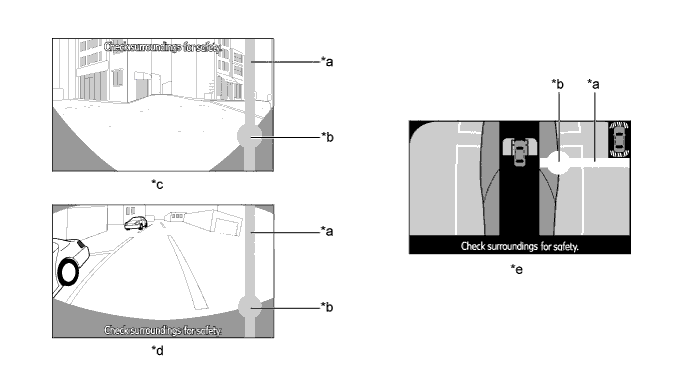 Check surroundings for safety.
*a
*b
*c
*b *a
Check surroundings for safety.
*e
*a
*b
Check surroundings for safety.
*d